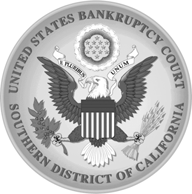 UNITED STATES BANKRUPTCY COURT
PLURIBUS UNUM
SOUTHERN DISTRICT OF CALIFORNIA